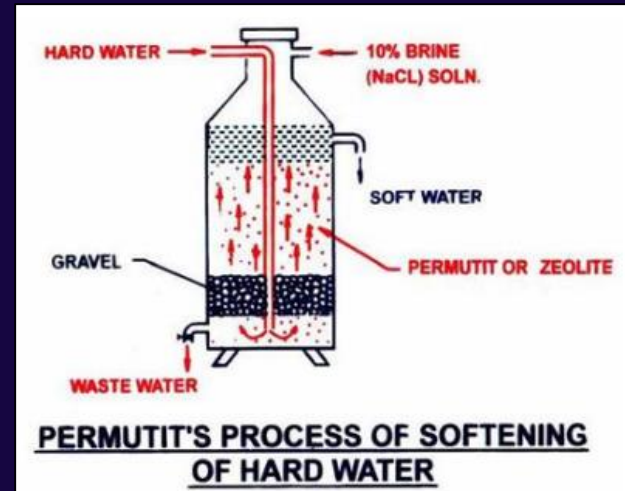 HARD WATER
10% BRINE
(NaCL) SOLN.
SOFT WATER
GRAVEL
PERMUTIT OR ZEOLITE
WASTE WATER
PERMUTIT'S PROCESS OF SOFTENING
OF HARD WATER